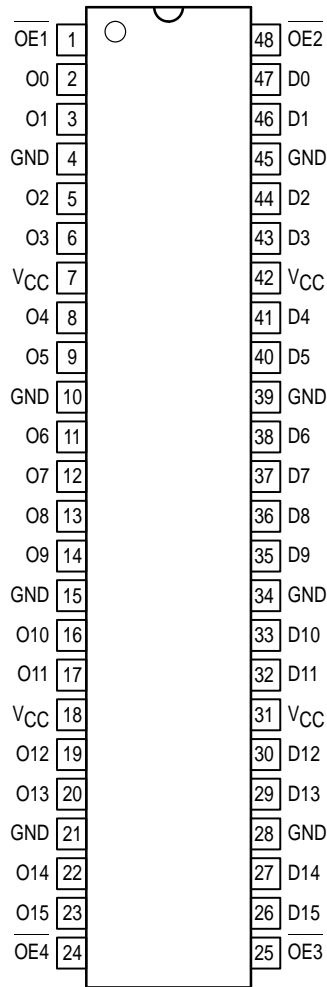 O̅E̅1̅ 1 48 O̅E̅2̅
O0 2 47 D0
O1 3 46 D1
GND 4 45 GND
O2 5 44 D2
O3 6 43 D3
VCC 7 42 VCC
O4 8 41 D4
O5 9 40 D5
GND 10 39 GND
O6 11 38 D6
O7 12 37 D7
O8 13 36 D8
O9 14 35 D9
GND 15 34 GND
O10 16 33 D10
O11 17 32 D11
VCC 18 31 VCC
O12 19 30 D12
O13 20 29 D13
GND 21 28 GND
O14 22 27 D14
O15 23 26 D15
O̅E̅4̅ 24 25 O̅E̅3̅